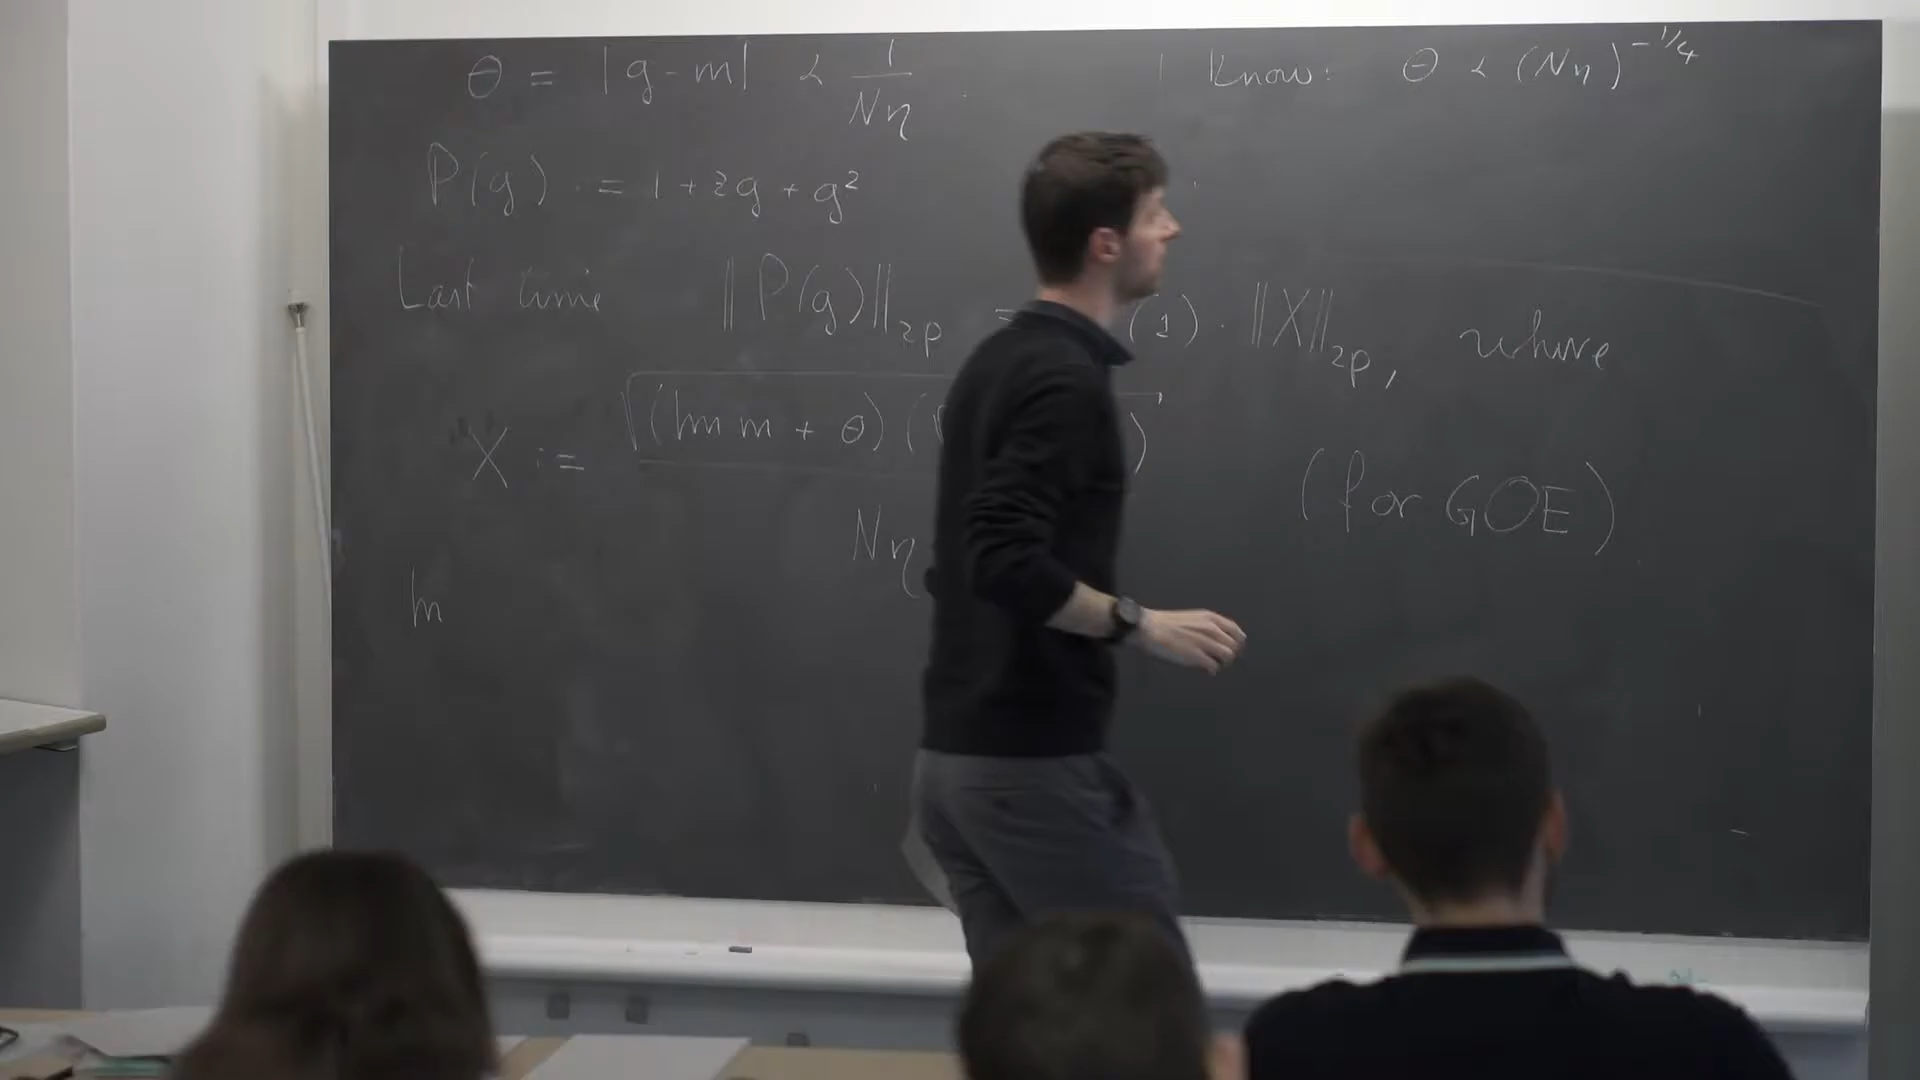 Θ = |g - m| ≺ 1/(Nη). I know: Θ ≺ (Nη)^{-1/4}
P(g) := 1 + zg + g²
Last time ‖P(g)‖_{2p} = (1) · ‖X‖_{2p}, where
X := √((Im m + Θ)( )
Nη
(for GOE)
In